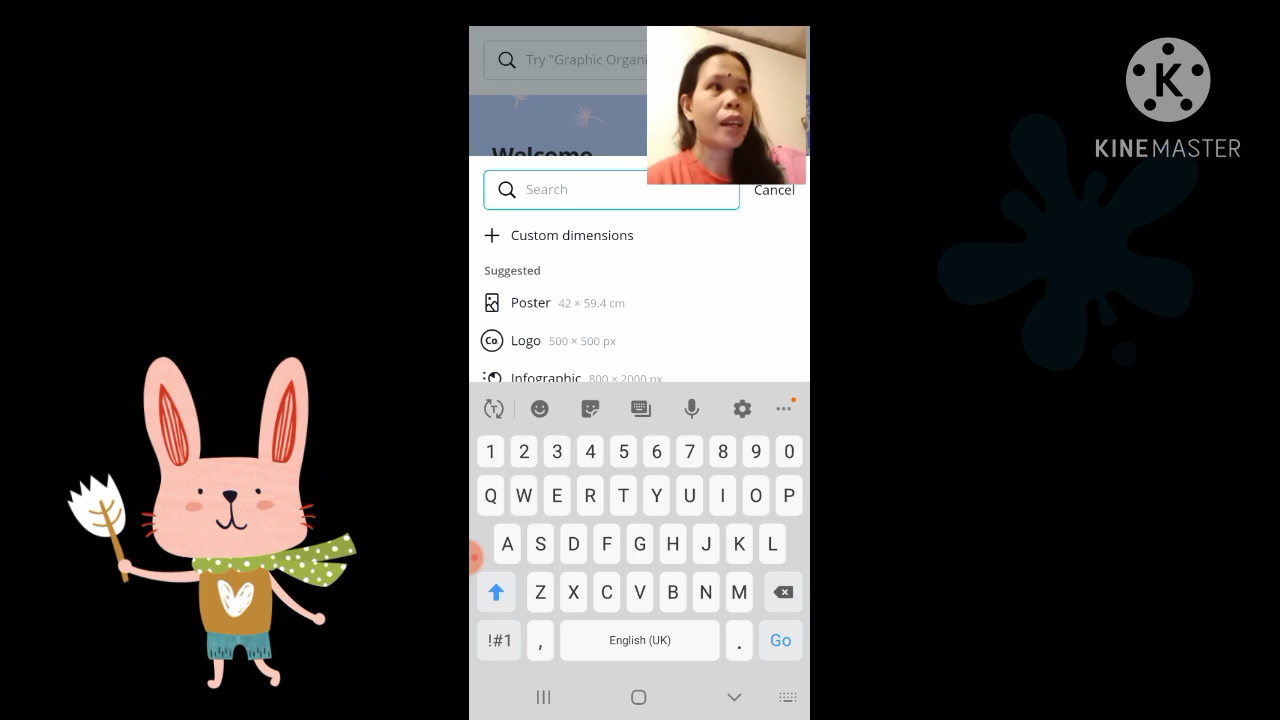 Try "Graphic Organi
Welcome
Search
Cancel
Custom dimensions
Suggested
Poster 42 × 59.4 cm
Co.
Logo 500 × 500 px
Infographic 800 × 2000 px
T
1 2 3 4 5 6 7 8 9 0
Q W E R T Y U I O P
A S D F G H J K L
Z X C V B N M
!#1 , English (UK) . Go
K
KINEMASTER